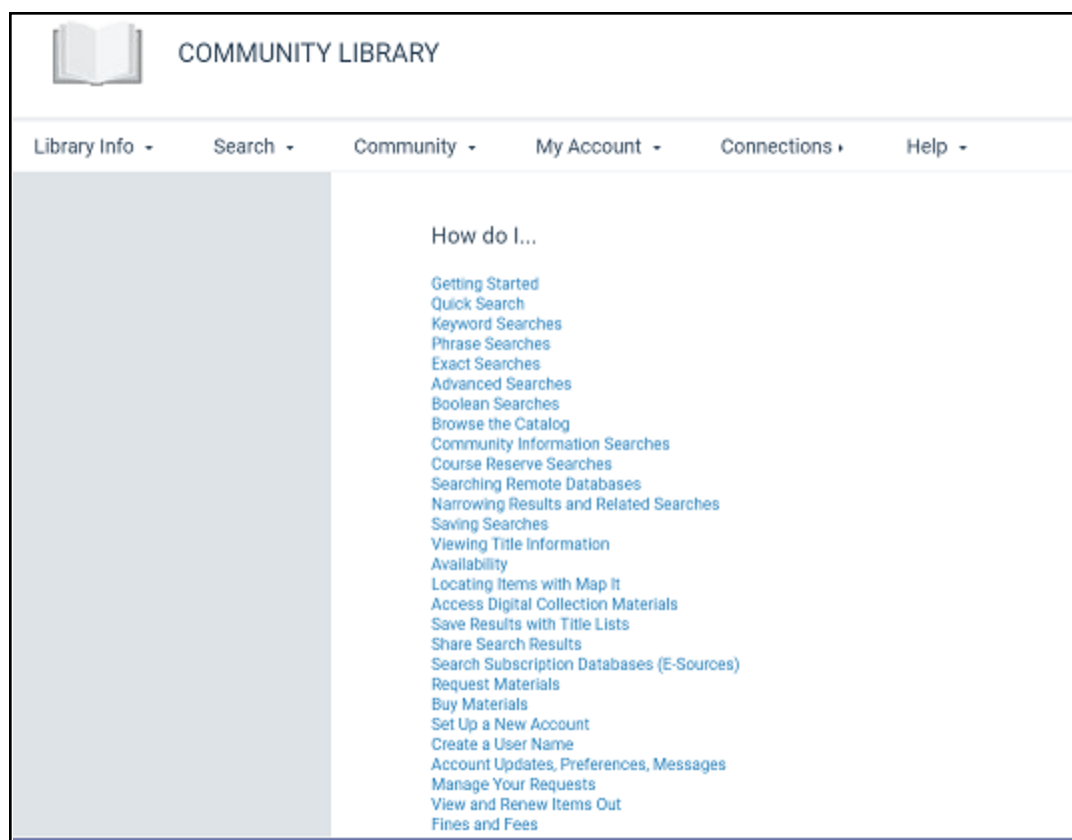 COMMUNITY LIBRARY
Library Info Search Community My Account Connections Help
How do I...
Getting Started
Quick Search
Keyword Searches
Phrase Searches
Exact Searches
Advanced Searches
Boolean Searches
Browse the Catalog
Community Information Searches
Course Reserve Searches
Searching Remote Databases
Narrowing Results and Related Searches
Saving Searches
Viewing Title Information
Availability
Locating Items with Map It
Access Digital Collection Materials
Save Results with Title Lists
Share Search Results
Search Subscription Databases (E-Sources)
Request Materials
Buy Materials
Set Up a New Account
Create a User Name
Account Updates, Preferences, Messages
Manage Your Requests
View and Renew Items Out
Fines and Fees